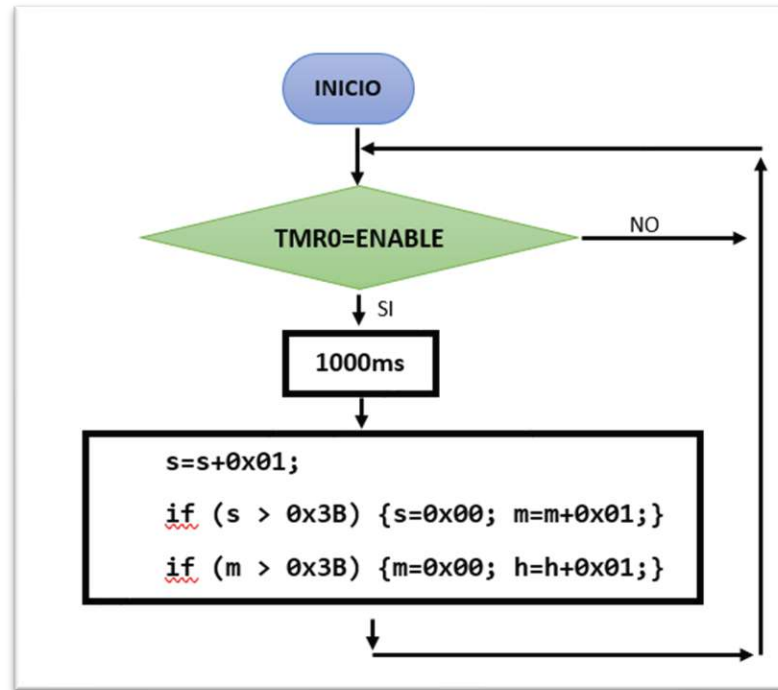 INICIO
TMR0=ENABLE
NO
SI
1000ms
s=s+0x01;
if (s > 0x3B) {s=0x00; m=m+0x01;}
if (m > 0x3B) {m=0x00; h=h+0x01;}